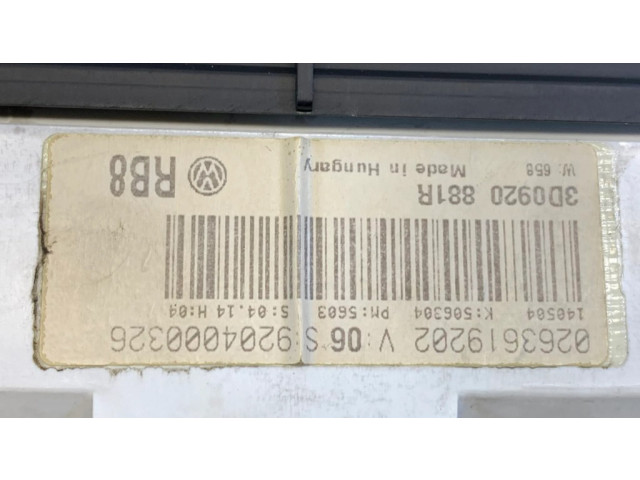 0263619202 V:06 S:9204000326
140504 K:506304 PM:5603 S:04.14 H:04
3D0920 881R
W.658 Made in Hungary
RB8